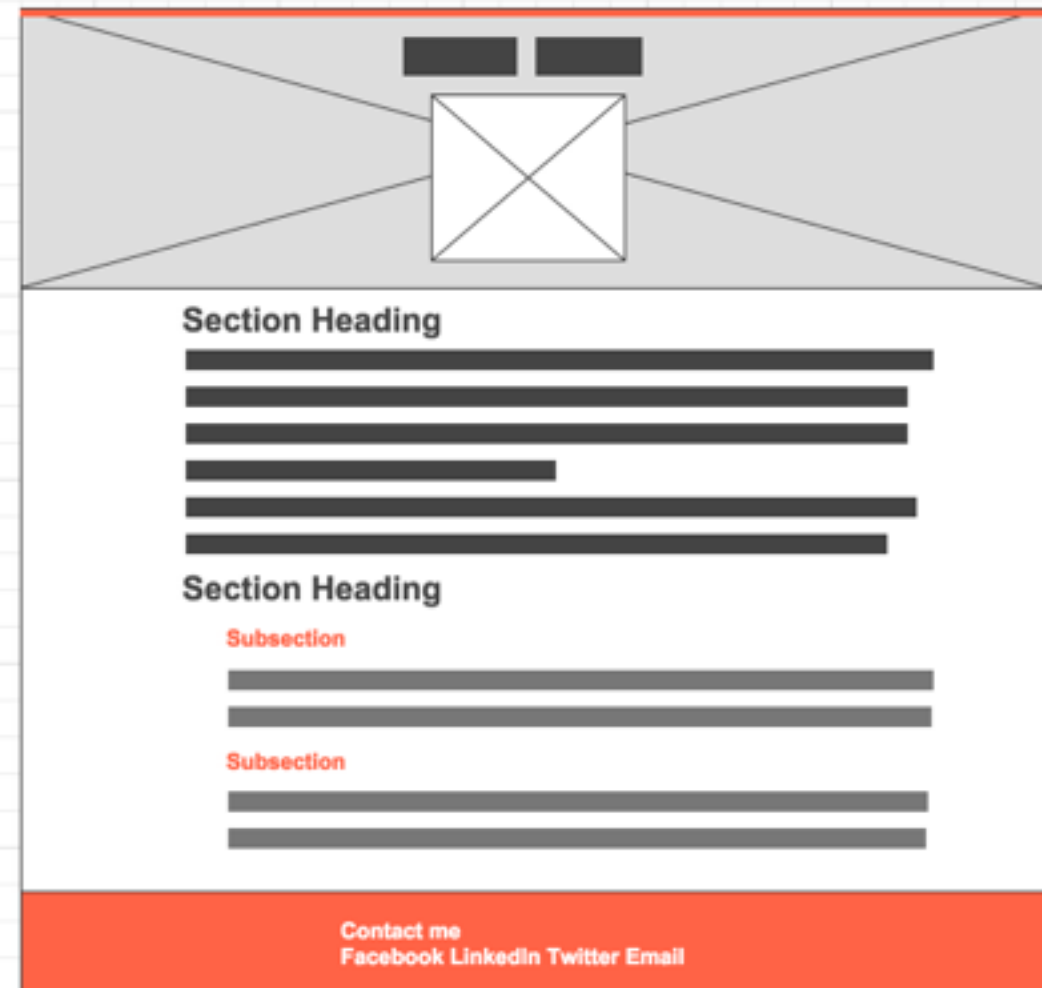 Section Heading
Section Heading
Subsection
Subsection
Contact me
Facebook LinkedIn Twitter Email